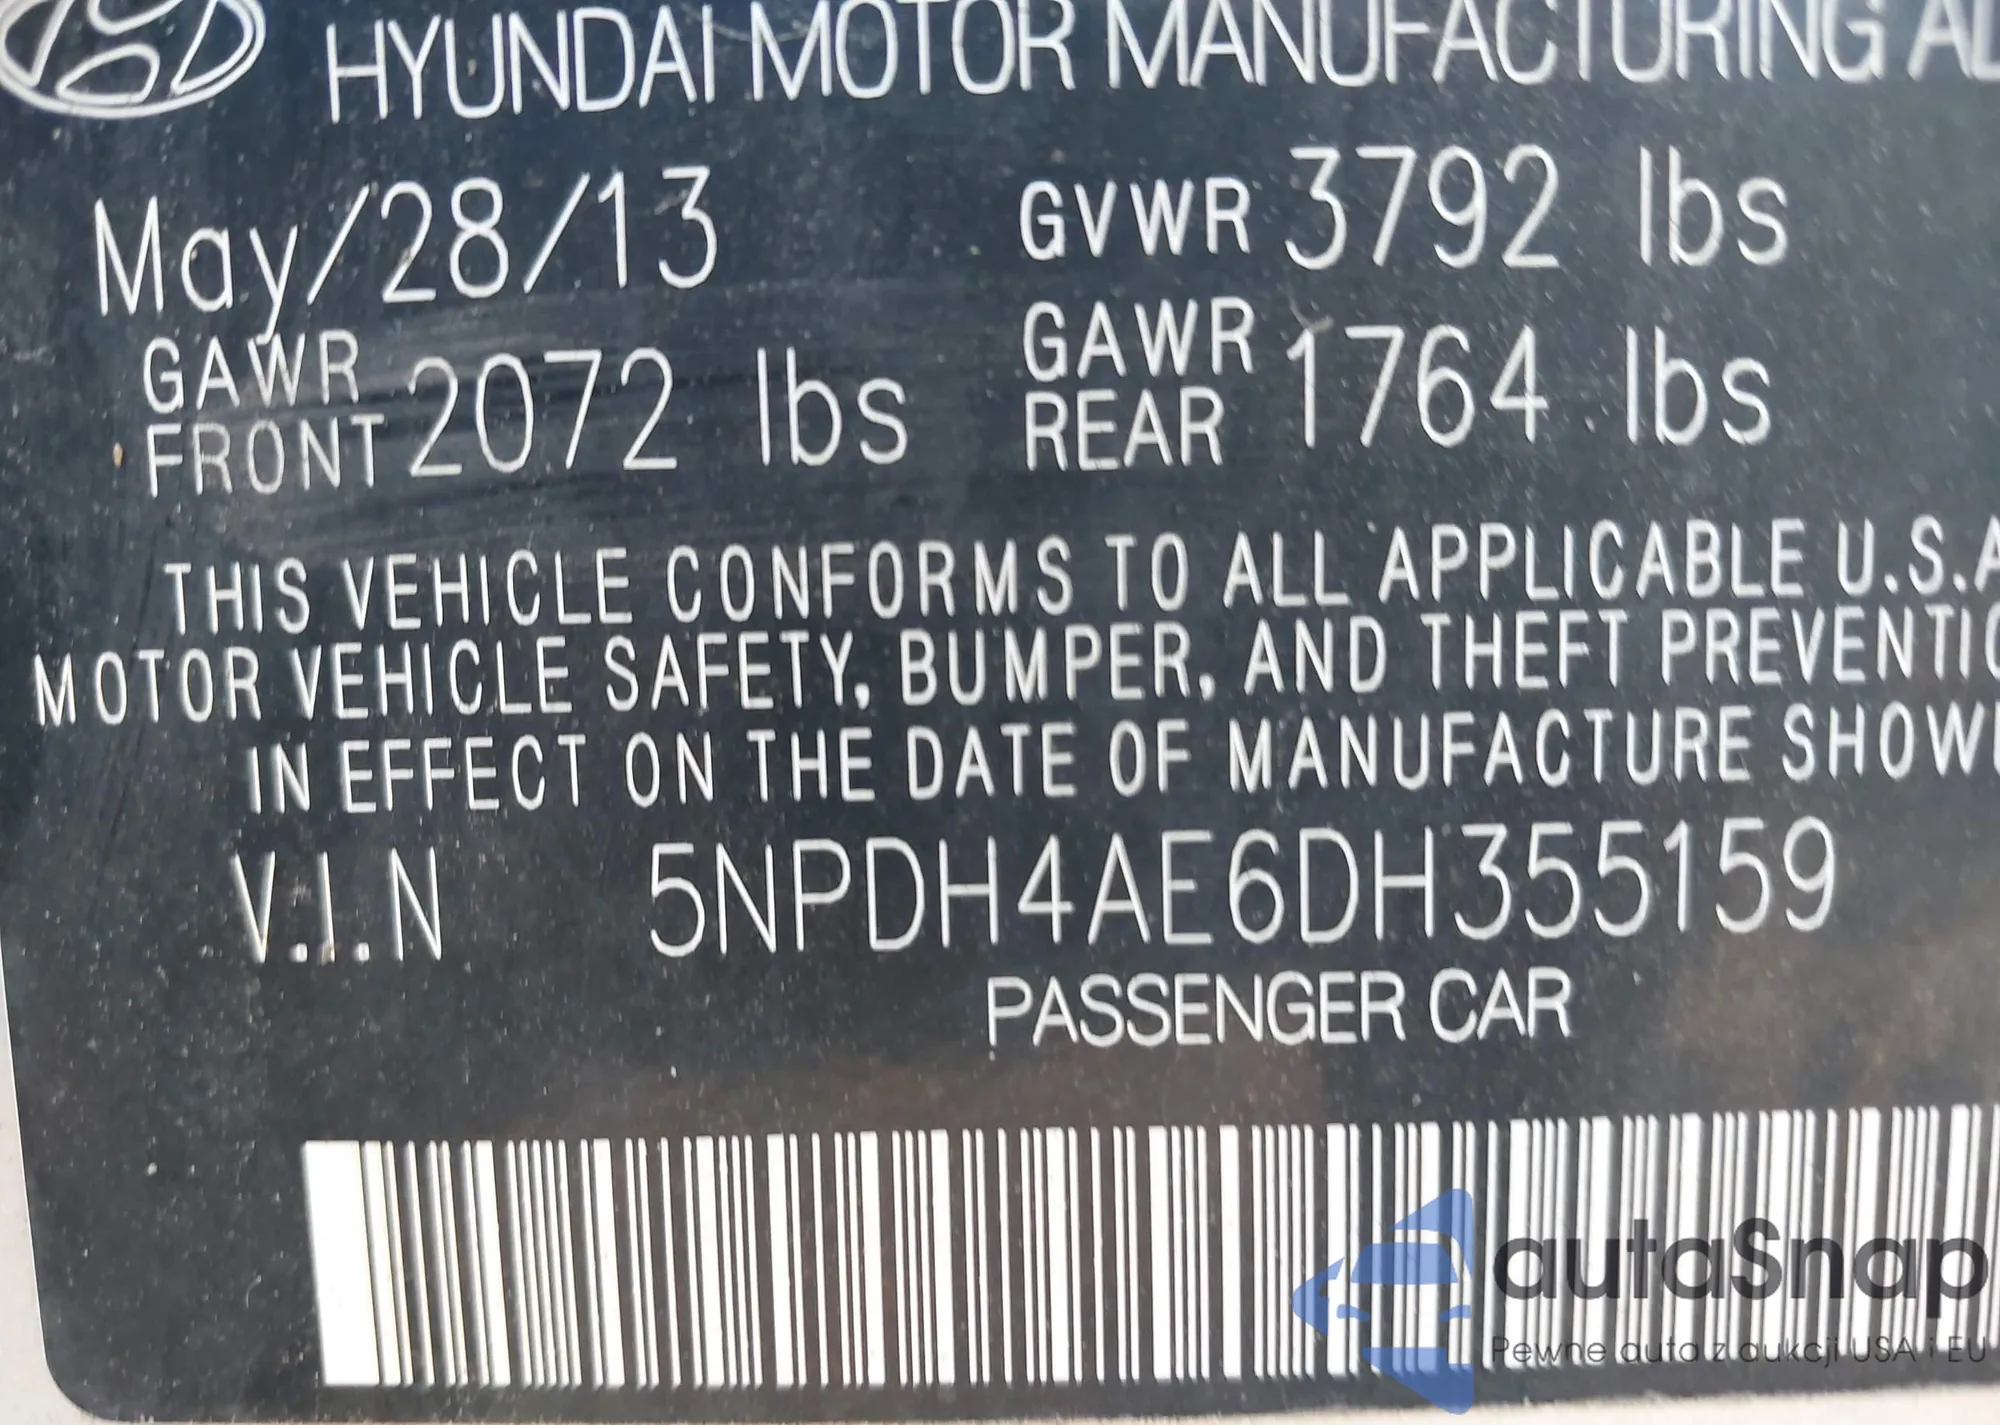 HYUNDAI MOTOR MANUFACTURING AL
May/28/13 GVWR 3792 lbs
GAWR FRONT 2072 lbs GAWR REAR 1764 lbs
THIS VEHICLE CONFORMS TO ALL APPLICABLE U.S.A
MOTOR VEHICLE SAFETY, BUMPER, AND THEFT PREVENTIO
IN EFFECT ON THE DATE OF MANUFACTURE SHOWN
V.I.N 5NPDH4AE6DH355159
PASSENGER CAR
autaSnap
Pewne auta z aukcji USA i EU